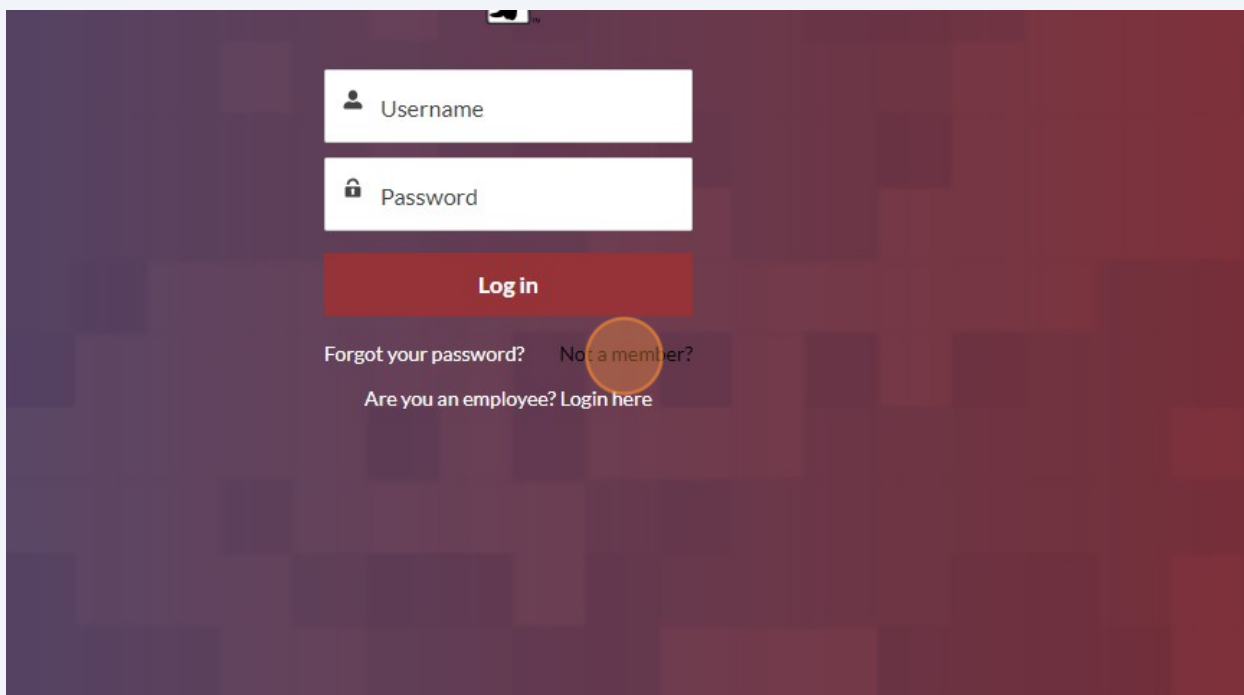 Username
Password
Log in
Forgot your password? Not a member?
Are you an employee? Login here